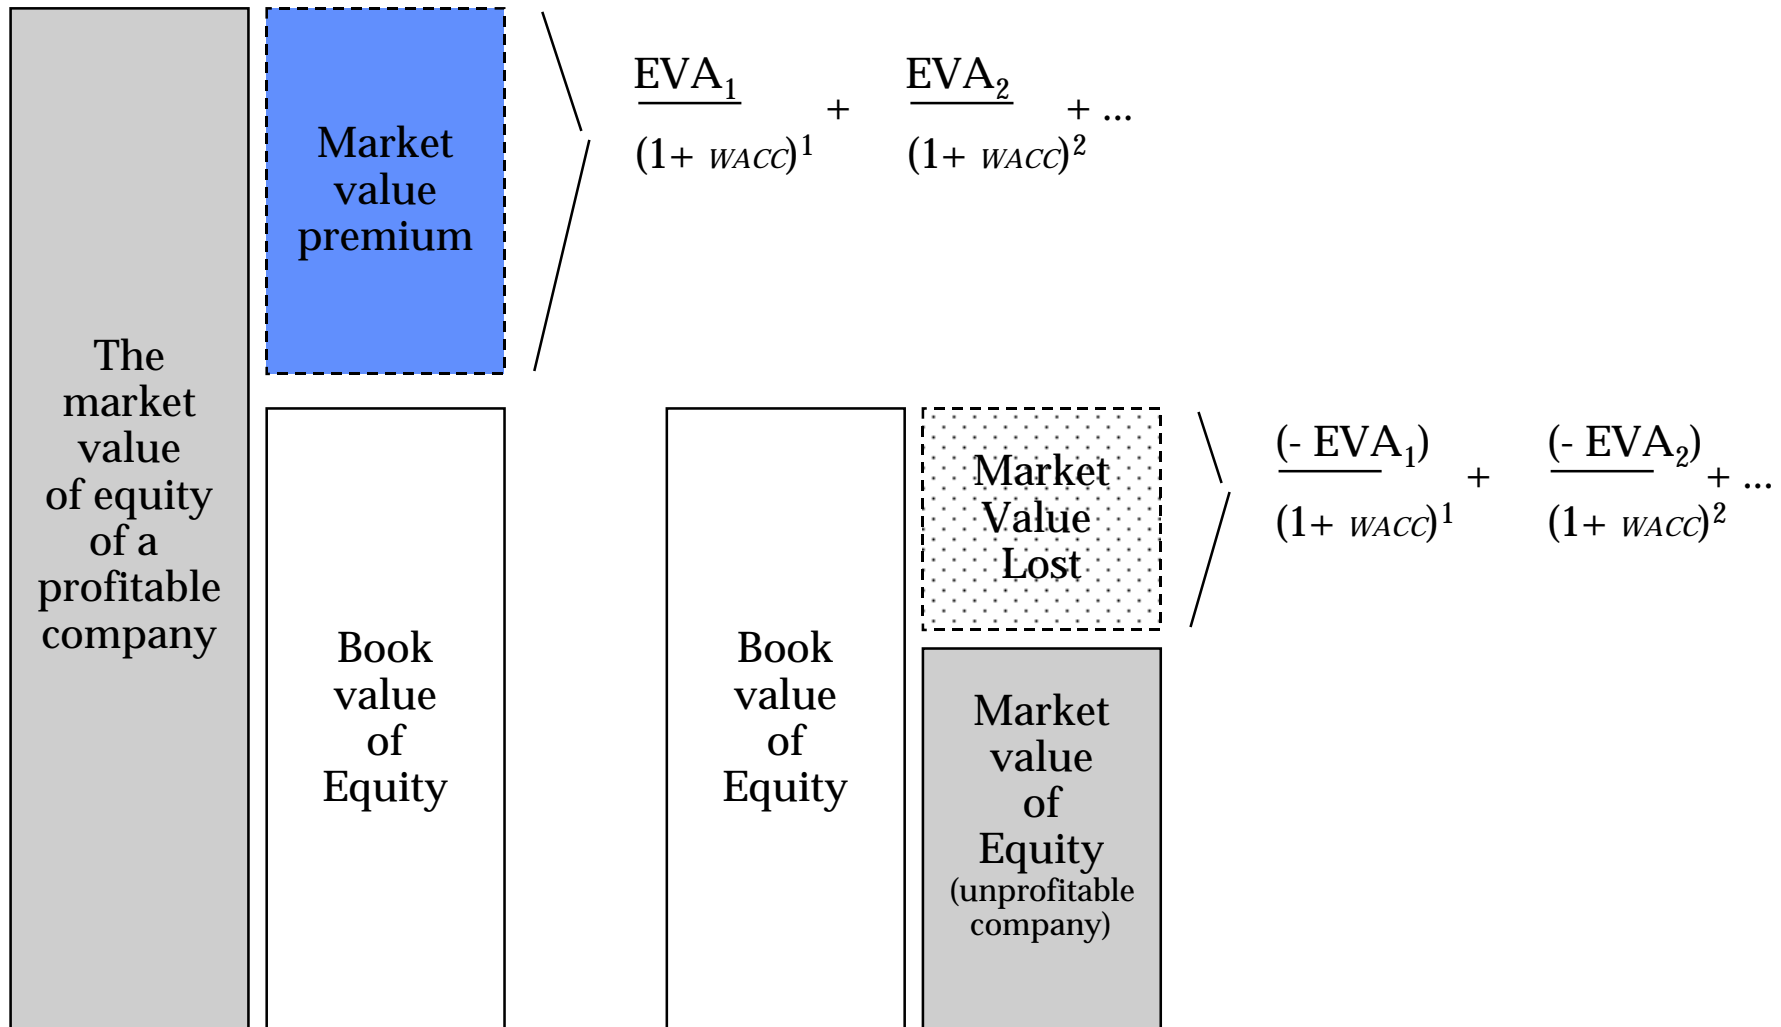 The
market
value
of equity
of a
profitable
company
Market
value
premium
EVA₁ + EVA₂ + ...
(1+ WACC)¹ (1+ WACC)²
Book
value
of
Equity
Book
value
of
Equity
Market
Value
Lost
(- EVA₁) + (- EVA₂) + ...
(1+ WACC)¹ (1+ WACC)²
Market
value
of
Equity
(unprofitable
company)